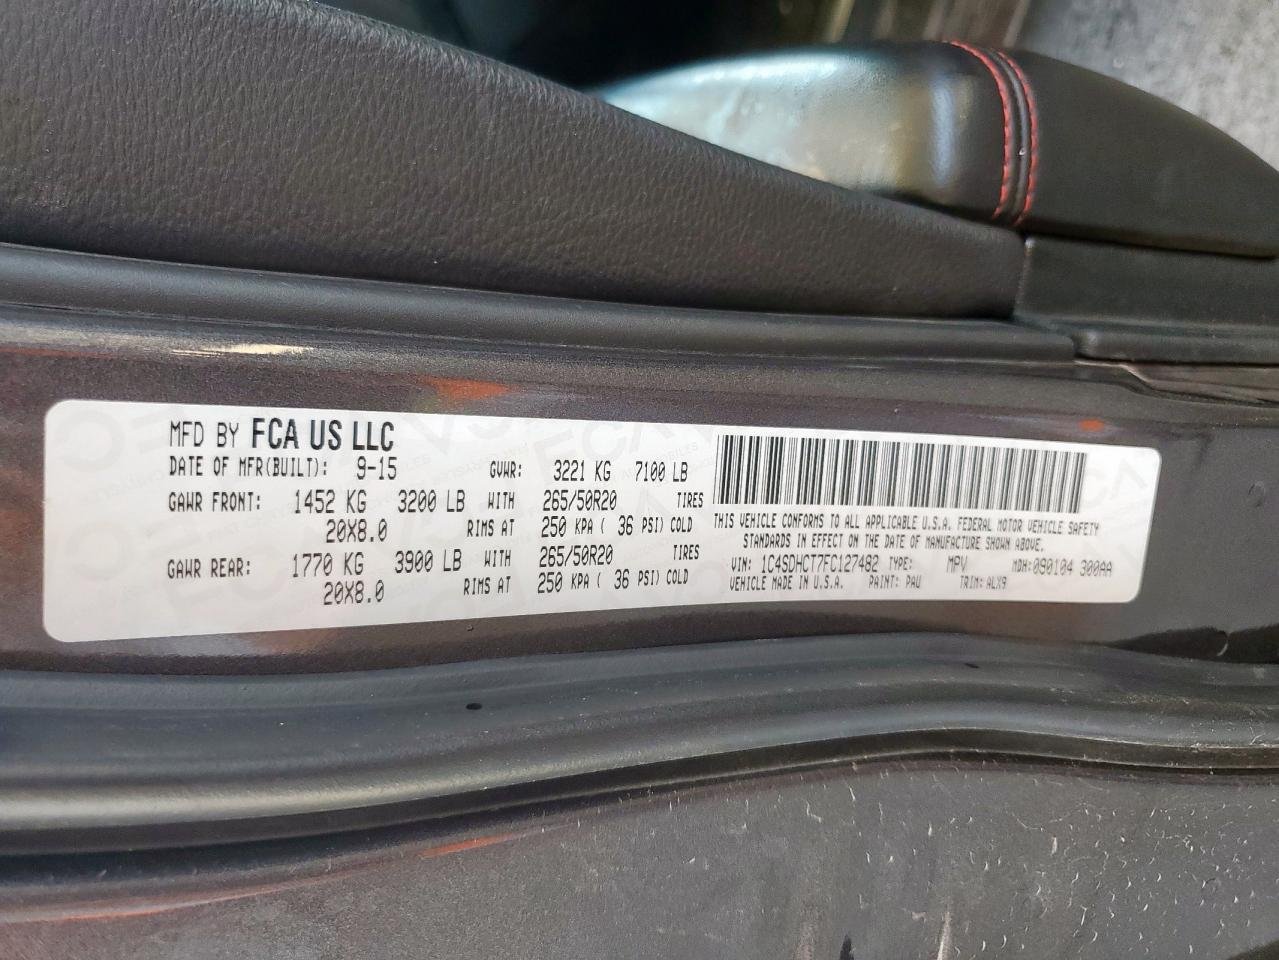 MFD BY FCA US LLC
DATE OF MFR(BUILT): 9-15 GVWR: 3221 KG 7100 LB
GAWR FRONT: 1452 KG 3200 LB WITH 265/50R20 TIRES
20X8.0 RIMS AT 250 KPA ( 36 PSI) COLD
GAWR REAR: 1770 KG 3900 LB WITH 265/50R20 TIRES
20X8.0 RIMS AT 250 KPA ( 36 PSI) COLD
THIS VEHICLE CONFORMS TO ALL APPLICABLE U.S.A. FEDERAL MOTOR VEHICLE SAFETY
STANDARDS IN EFFECT ON THE DATE OF MANUFACTURE SHOWN ABOVE.
VIN: 1C4SDHCT7FC127482 TYPE: MPV MDH: 090104 300AA
VEHICLE MADE IN U.S.A. PAINT: PAU TRIM: ALX9